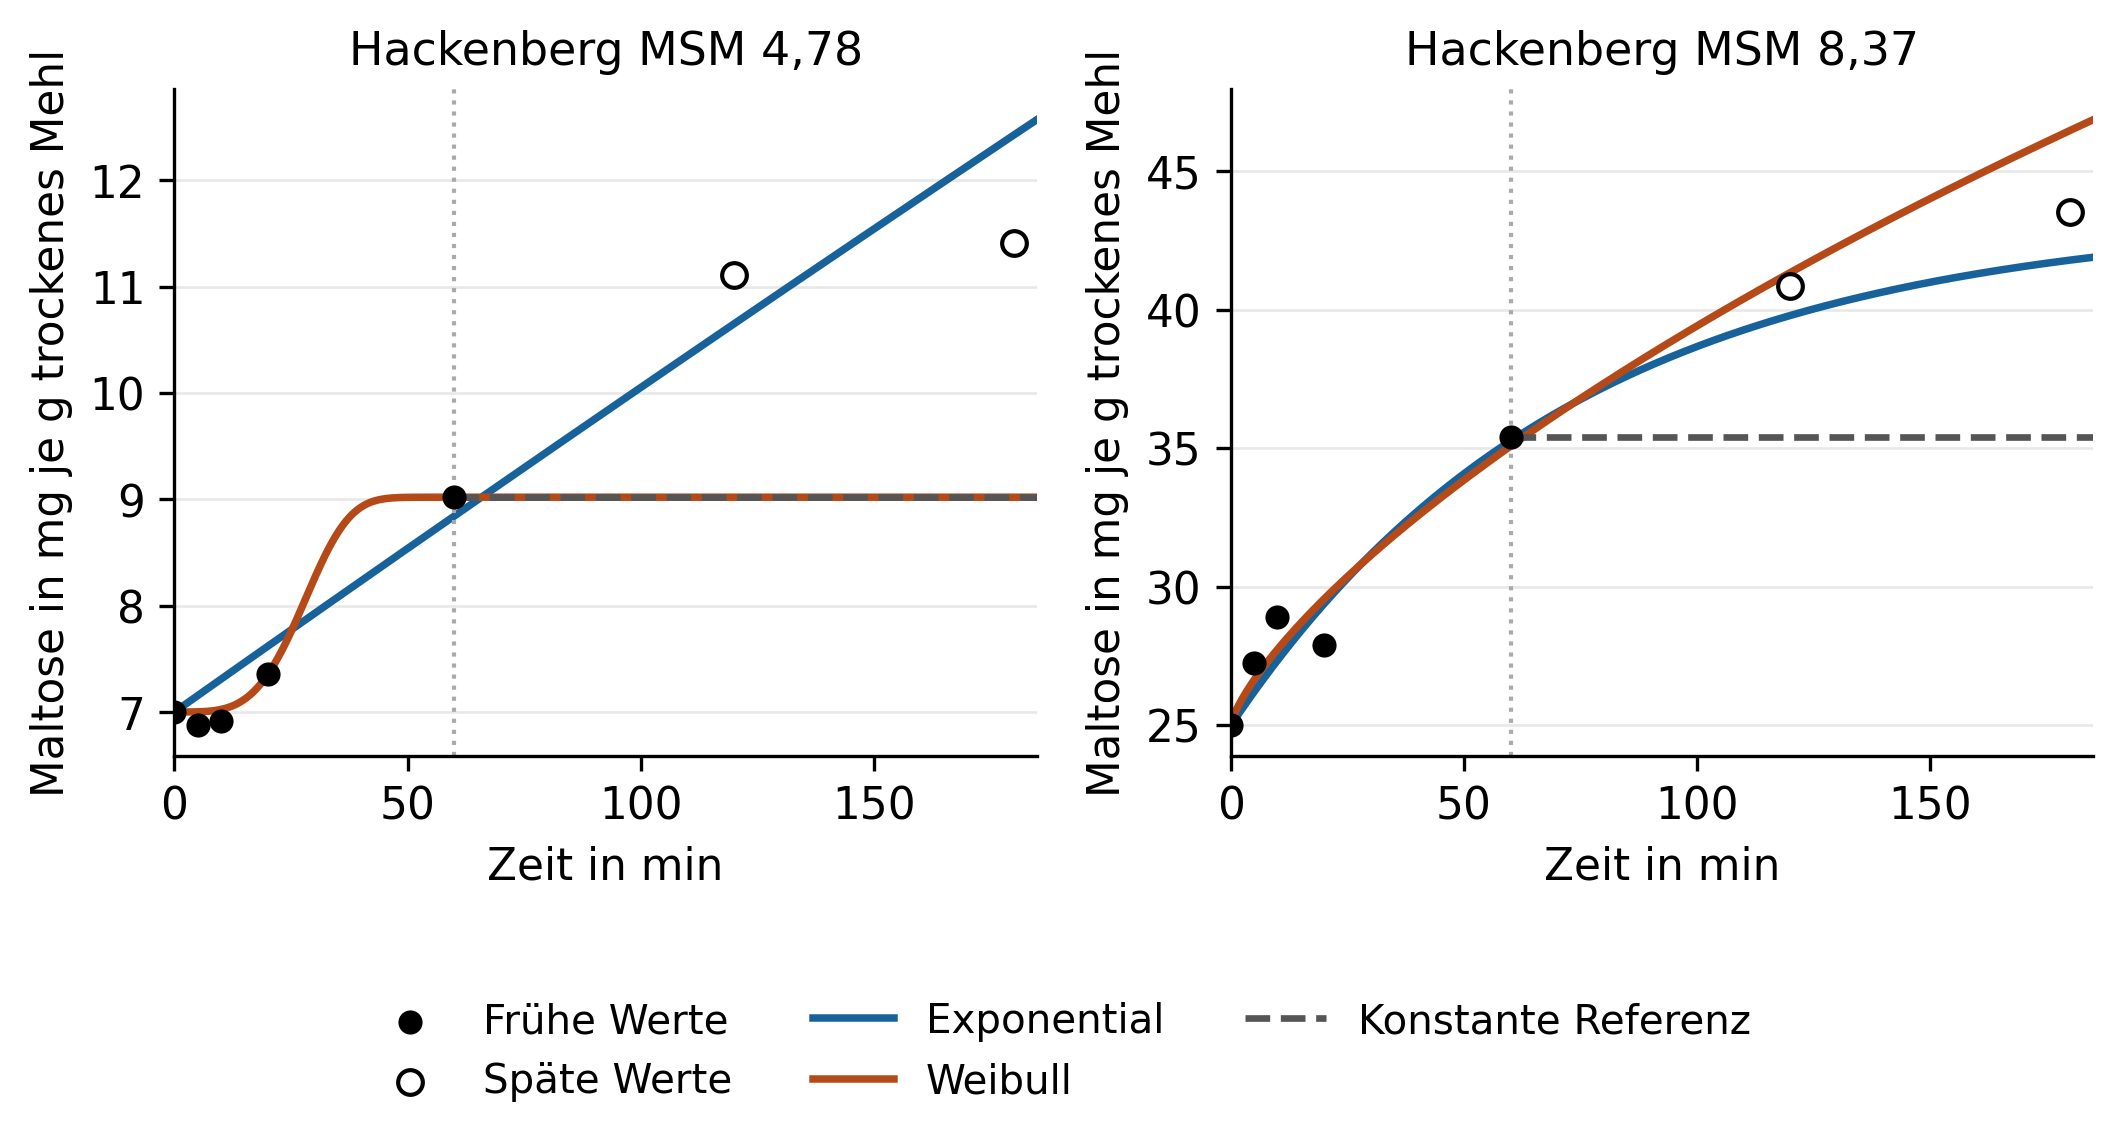 Hackenberg MSM 4,78
Maltose in mg je g trockenes Mehl
12
11
10
9
8
7
0 50 100 150
Zeit in min
Hackenberg MSM 8,37
Maltose in mg je g trockenes Mehl
45
40
35
30
25
0 50 100 150
Zeit in min
Frühe Werte
Späte Werte
Exponential
Weibull
Konstante Referenz